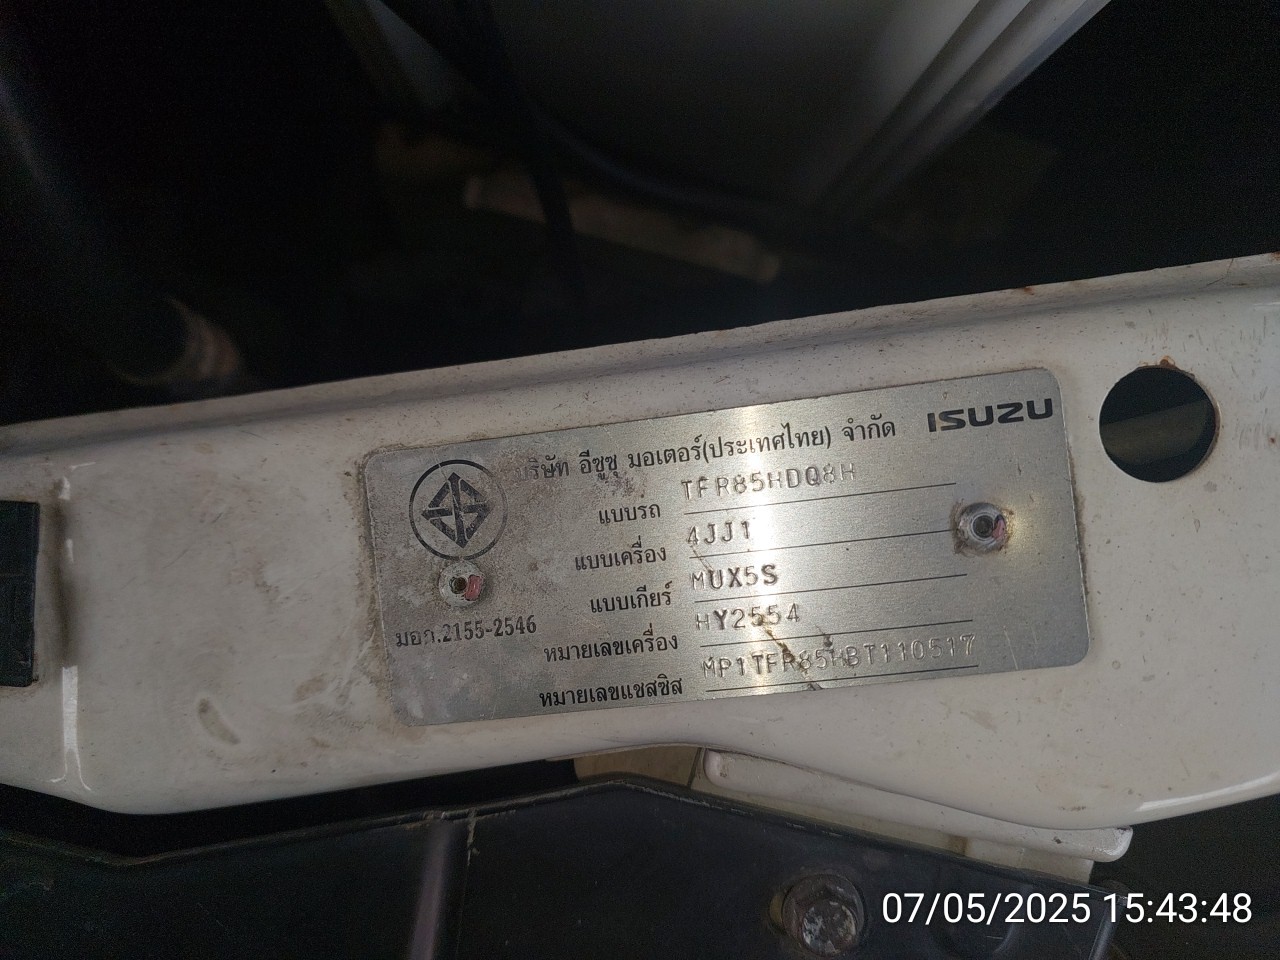 บริษัท อีซูซุ มอเตอร์(ประเทศไทย) จำกัด ISUZU
แบบรถ TFR85HDQ8H
แบบเครื่อง 4JJ1
แบบเกียร์ MUX5S
มอก.2155-2546
หมายเลขเครื่อง HY2554
หมายเลขแชสซิส MP1TFR85HBT110517
07/05/2025 15:43:48